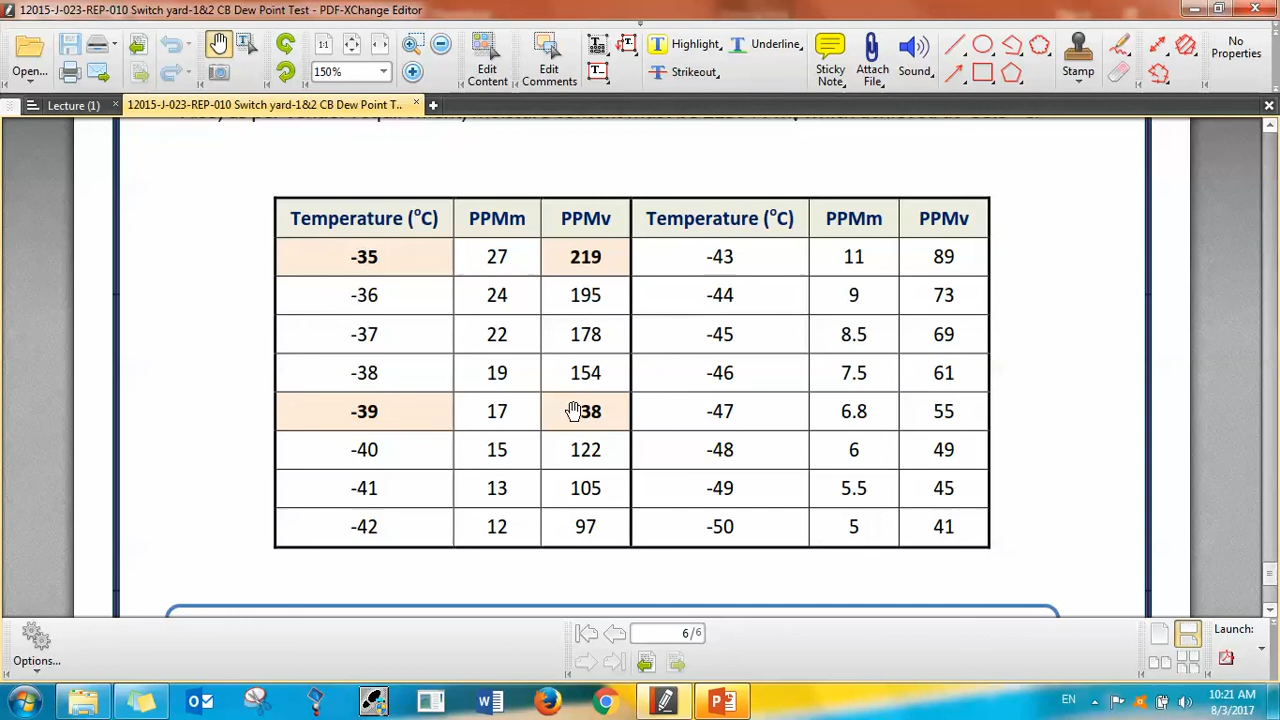 12015-J-023-REP-010 Switch yard-1&2 CB Dew Point Test - PDF-XChange Editor
Open...
1:1
150%
Edit Content
Edit Comments
Highlight
Underline
Strikeout
Sticky Note
Attach File
Sound
Stamp
No Properties
Lecture (1)
12015-J-023-REP-010 Switch yard-1&2 CB Dew Point T..
Temperature (°C) PPMm PPMv Temperature (°C) PPMm PPMv
-35 27 219 -43 11 89
-36 24 195 -44 9 73
-37 22 178 -45 8.5 69
-38 19 154 -46 7.5 61
-39 17 38 -47 6.8 55
-40 15 122 -48 6 49
-41 13 105 -49 5.5 45
-42 12 97 -50 5 41
Options...
6/6
Launch:
EN
10:21 AM
8/3/2017